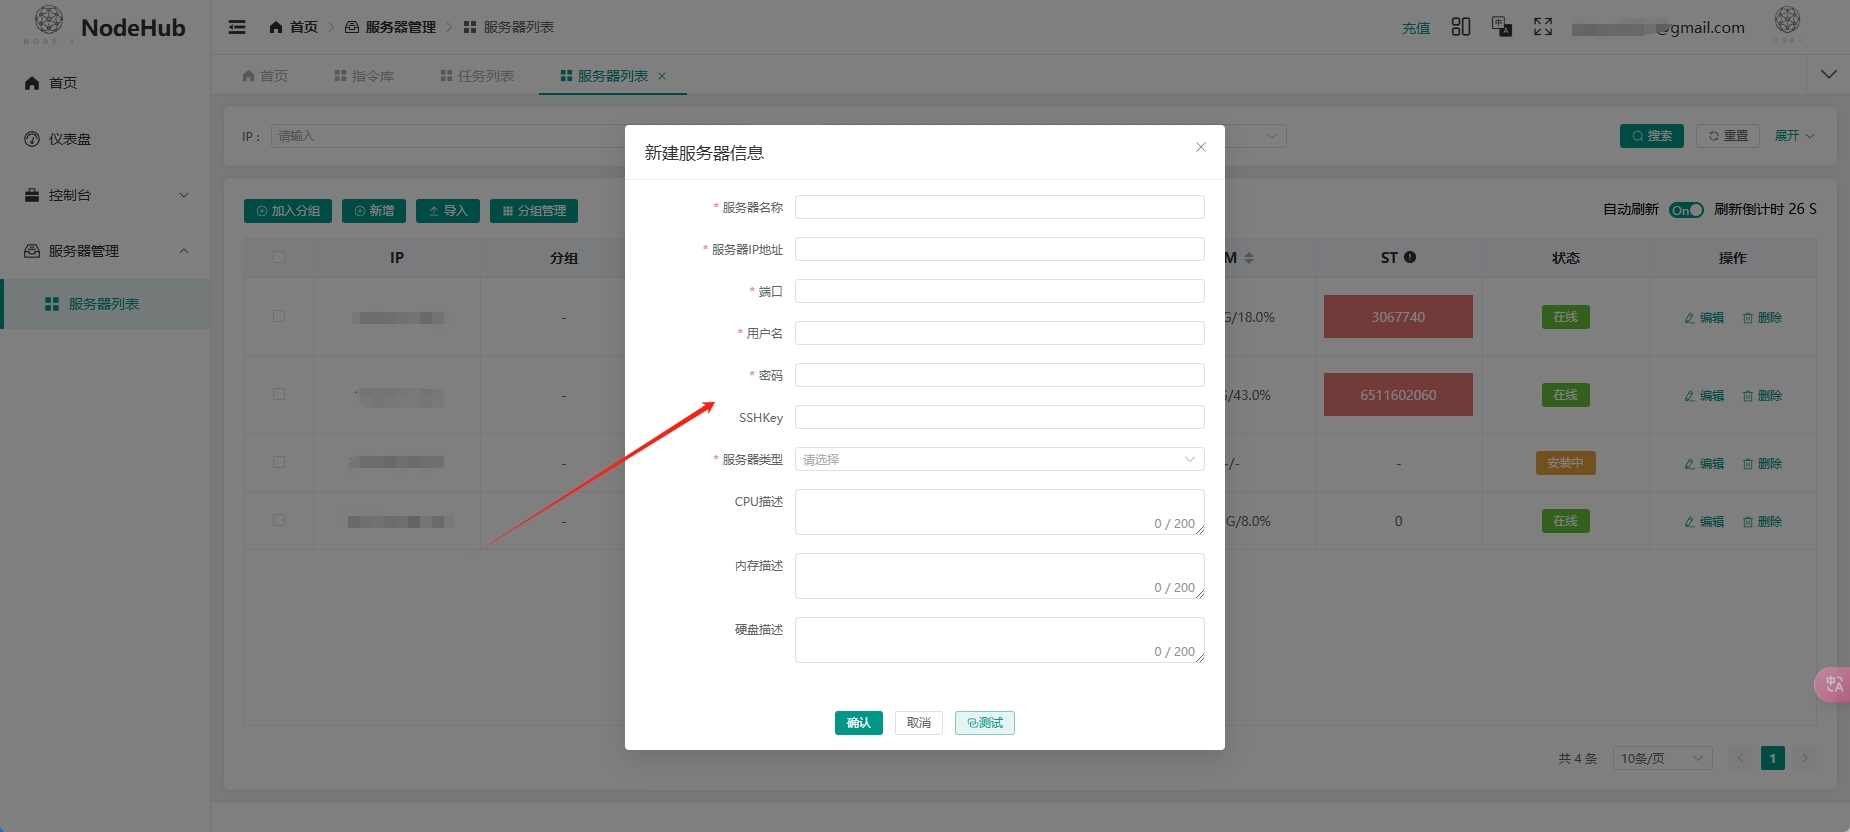 NODE-X
NodeHub
首页
服务器管理
服务器列表
充值
@gmail.com
首页
指令库
任务列表
服务器列表
首页
仪表盘
控制台
服务器管理
服务器列表
IP :
请输入
搜索
重置
展开
加入分组
新增
导入
分组管理
自动刷新
On
刷新倒计时 26 S
IP
分组
M
ST
状态
操作
-
G/18.0%
3067740
在线
编辑
删除
-
/43.0%
6511602060
在线
编辑
删除
-
-/-
-
安装中
编辑
删除
-
G/8.0%
0
在线
编辑
删除
共 4 条
10条/页
1
新建服务器信息
* 服务器名称
* 服务器IP地址
* 端口
* 用户名
* 密码
SSHKey
* 服务器类型
请选择
CPU描述
0 / 200
内存描述
0 / 200
硬盘描述
0 / 200
确认
取消
测试